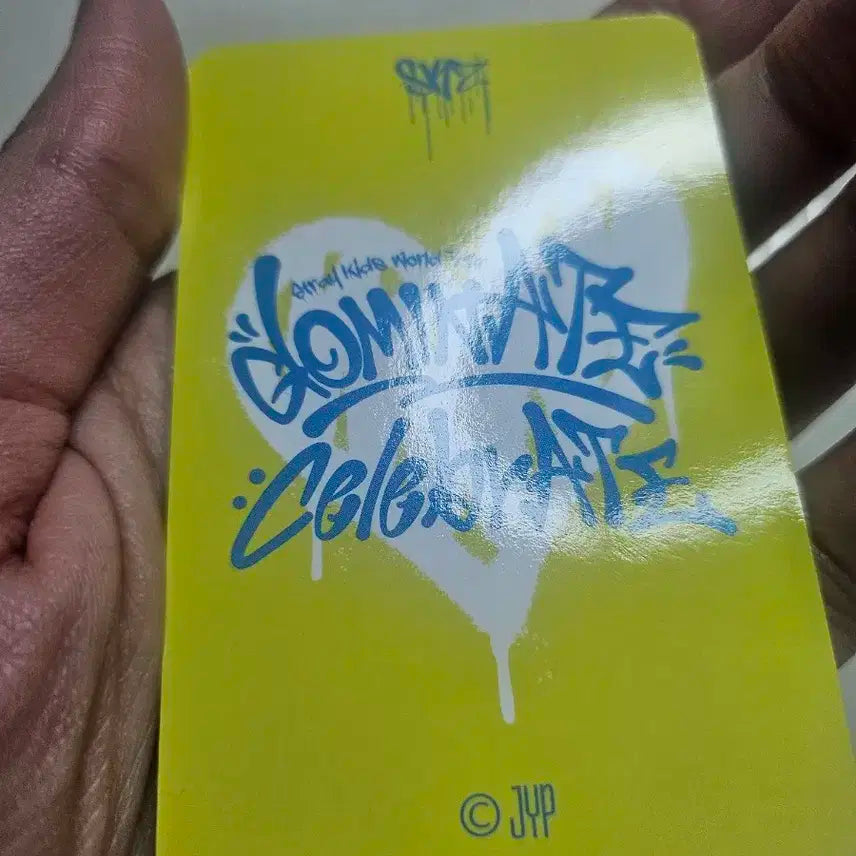 SKZ
Stray Kids World
dominATE
CelebrATE
© JYP